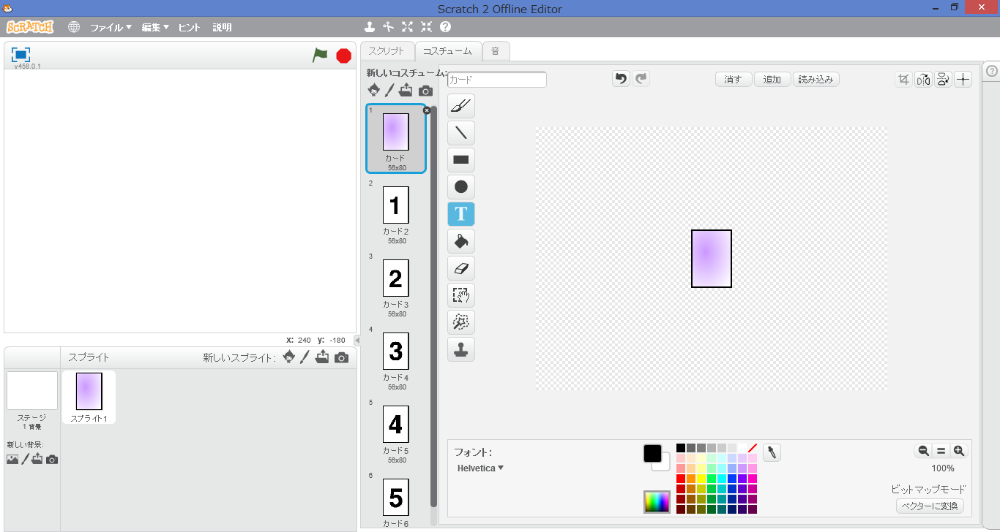 Scratch 2 Offline Editor
SCRATCH
ファイル▼ 編集▼ ヒント 説明
v458.0.1
スクリプト コスチューム 音
新しいコスチューム:
カード
消す 追加 読み込み
1
カード
56x80
2
1
カード2
56x80
3
2
カード3
56x80
4
3
カード4
56x80
5
4
カード5
56x80
6
5
カード6
T
x: 240 y: -180
スプライト 新しいスプライト:
ステージ
1 背景
新しい背景:
スプライト1
フォント:
Helvetica▼
100%
ビットマップモード
ベクターに変換